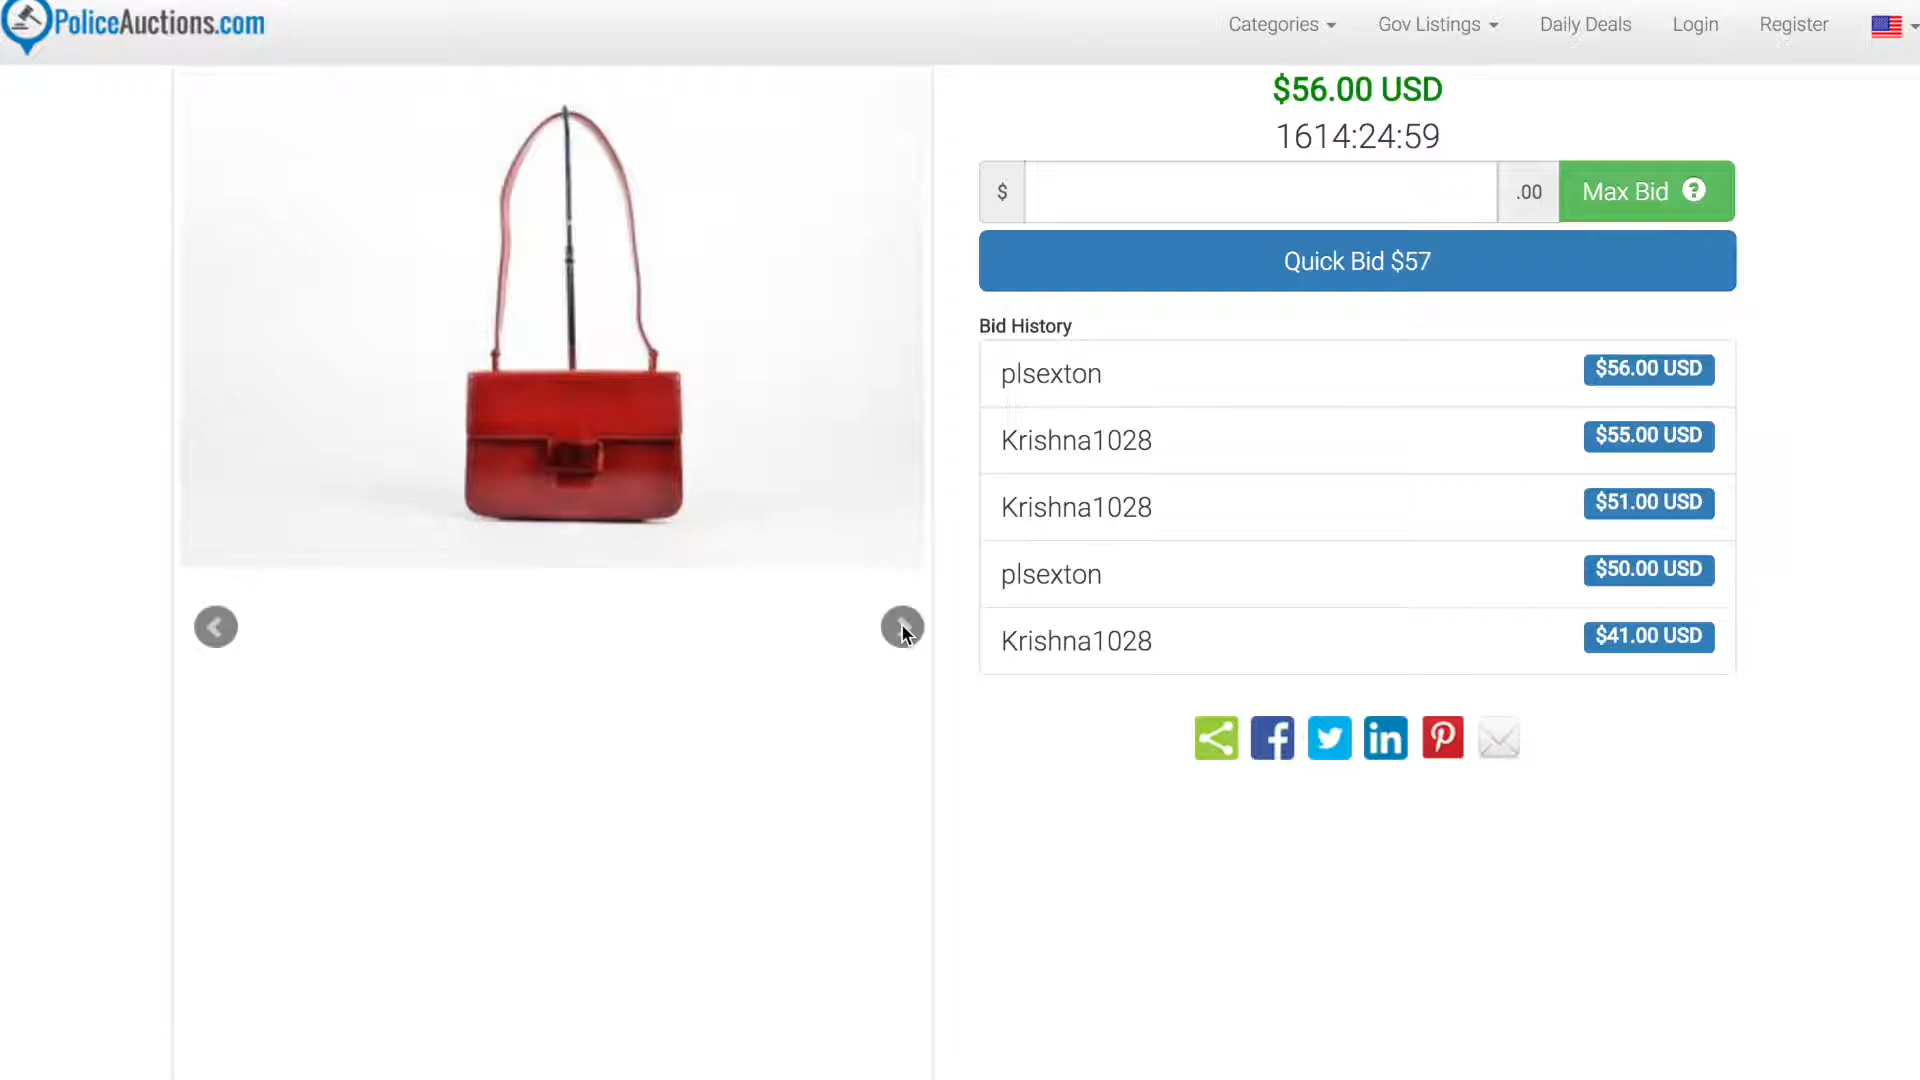 PoliceAuctions.com
Categories
Gov Listings
Daily Deals
Login
Register
$56.00 USD
1614:24:59
$
.00
Max Bid ?
Quick Bid $57
Bid History
plsexton $56.00 USD
Krishna1028 $55.00 USD
Krishna1028 $51.00 USD
plsexton $50.00 USD
Krishna1028 $41.00 USD